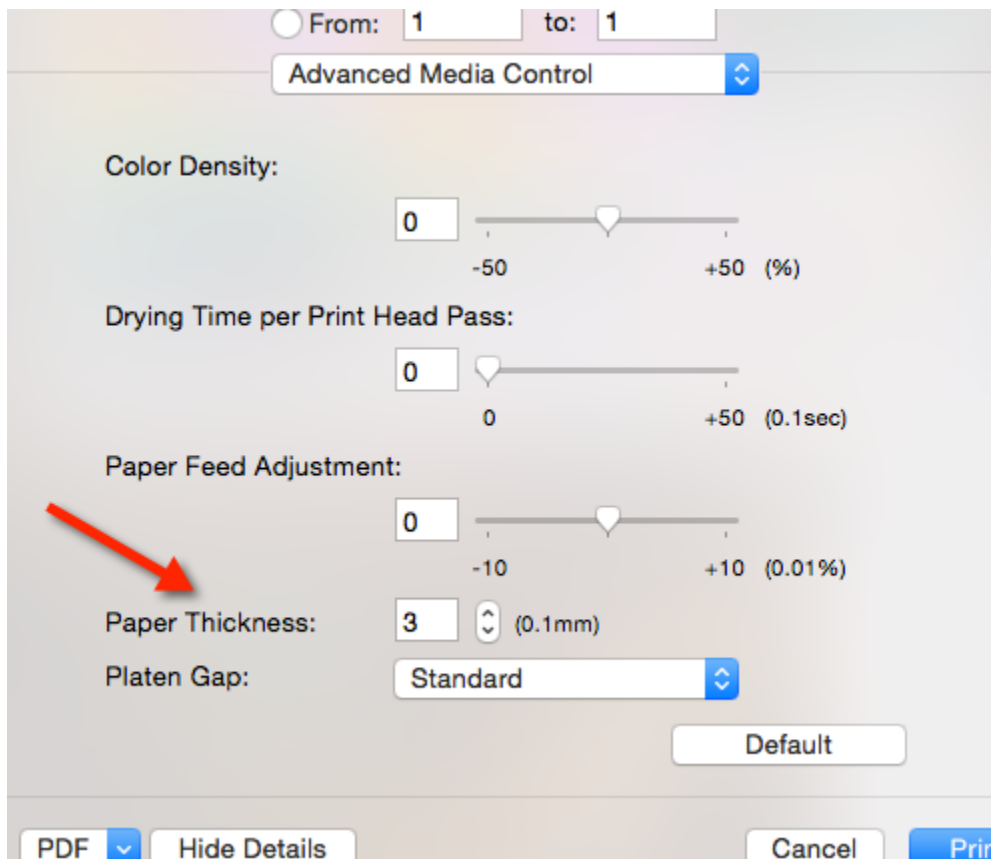 From: 1 to: 1
Advanced Media Control
Color Density:
0
-50 +50 (%)
Drying Time per Print Head Pass:
0
0 +50 (0.1sec)
Paper Feed Adjustment:
0
-10 +10 (0.01%)
Paper Thickness: 3 (0.1mm)
Platen Gap: Standard
Default
PDF Hide Details Cancel Prin